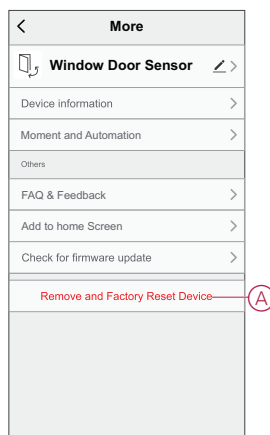 More
Window Door Sensor
Device information
Moment and Automation
Others
FAQ & Feedback
Add to home Screen
Check for firmware update
Remove and Factory Reset Device
A